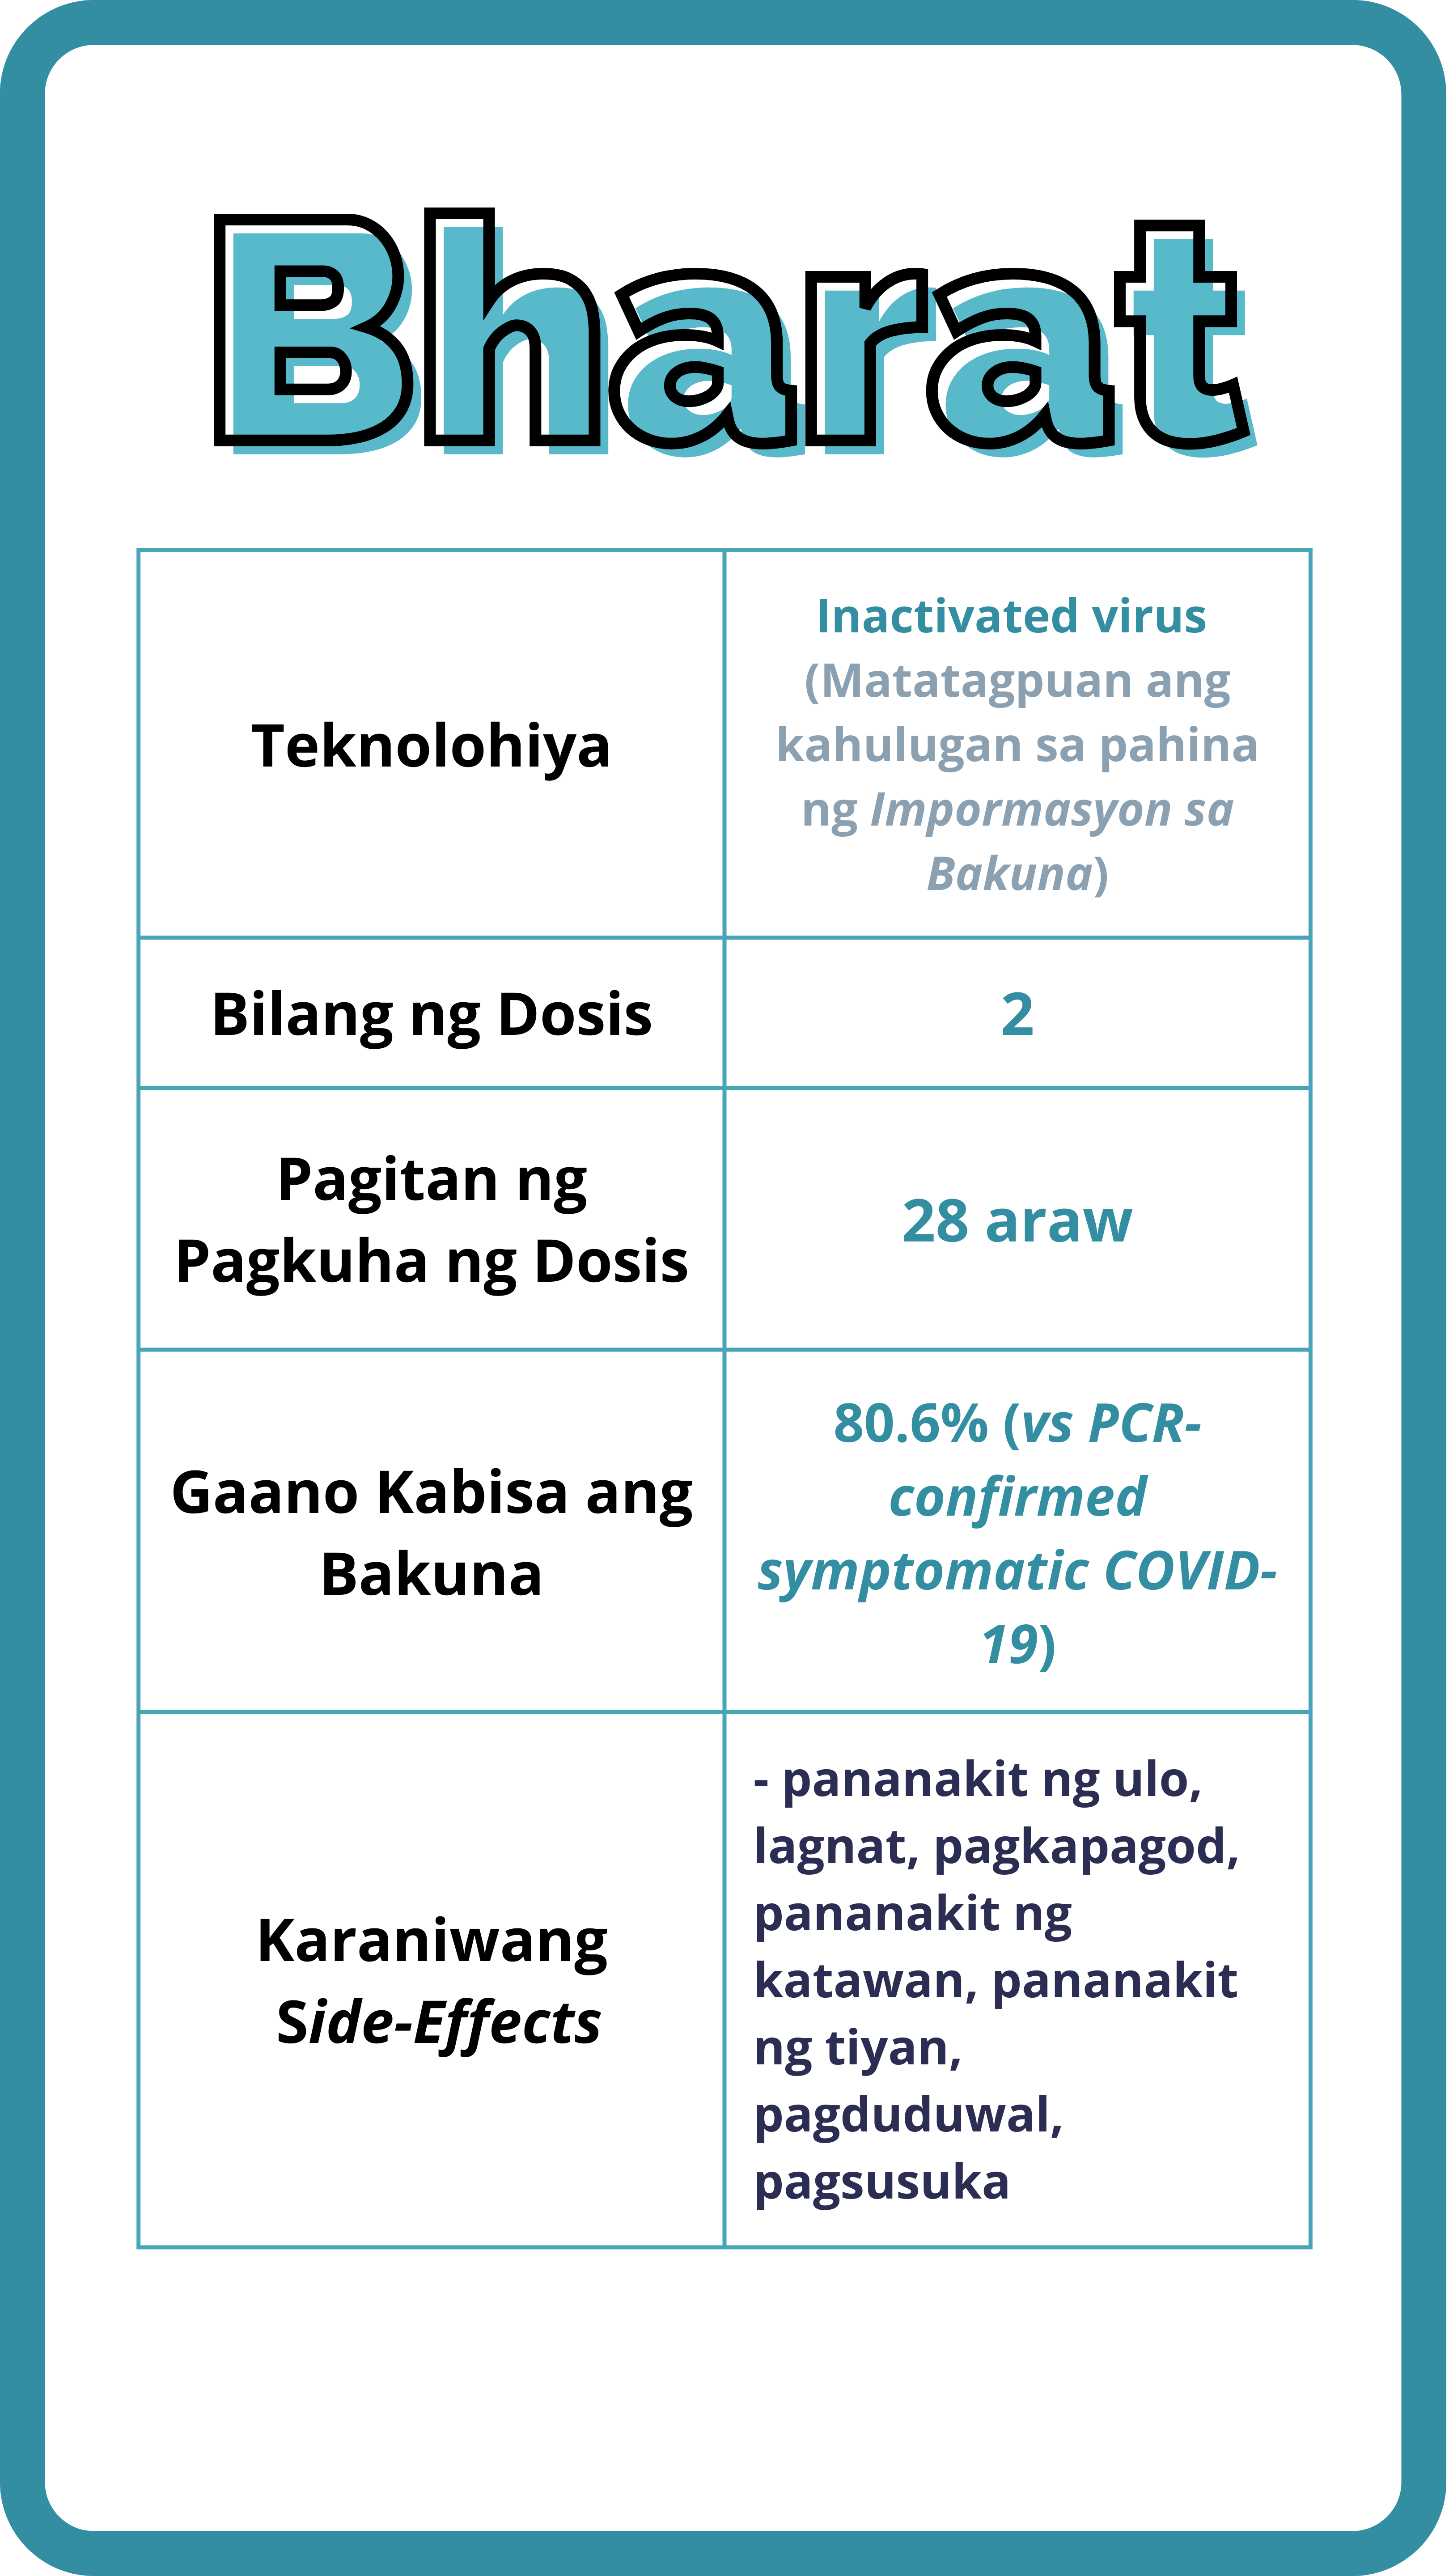 Bharat
Teknolohiya
Inactivated virus
(Matatagpuan ang
kahulugan sa pahina
ng Impormasyon sa
Bakuna)
Bilang ng Dosis
2
Pagitan ng
Pagkuha ng Dosis
28 araw
Gaano Kabisa ang
Bakuna
80.6% (vs PCR-
confirmed
symptomatic COVID-
19)
Karaniwang
Side-Effects
- pananakit ng ulo,
lagnat, pagkapagod,
pananakit ng
katawan, pananakit
ng tiyan,
pagduduwal,
pagsusuka